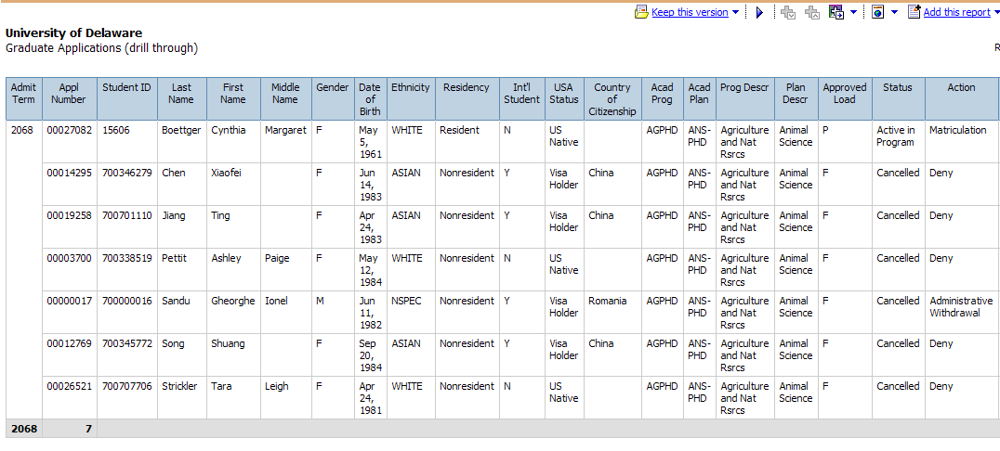 Keep this version Add this report
University of Delaware
Graduate Applications (drill through)
R
Admit Term Appl Number Student ID Last Name First Name Middle Name Gender Date of Birth Ethnicity Residency Int'l Student USA Status Country of Citizenship Acad Prog Acad Plan Prog Descr Plan Descr Approved Load Status Action
2068 00027082 15606 Boettger Cynthia Margaret F May 5, 1961 WHITE Resident N US Native AGPHD ANS-PHD Agriculture and Nat Rsrcs Animal Science P Active in Program Matriculation
00014295 700346279 Chen Xiaofei F Jun 14, 1983 ASIAN Nonresident Y Visa Holder China AGPHD ANS-PHD Agriculture and Nat Rsrcs Animal Science F Cancelled Deny
00019258 700701110 Jiang Ting F Apr 24, 1983 ASIAN Nonresident Y Visa Holder China AGPHD ANS-PHD Agriculture and Nat Rsrcs Animal Science F Cancelled Deny
00003700 700338519 Pettit Ashley Paige F May 12, 1984 WHITE Nonresident N US Native AGPHD ANS-PHD Agriculture and Nat Rsrcs Animal Science F Cancelled Deny
00000017 700000016 Sandu Gheorghe Ionel M Jun 11, 1982 NSPEC Nonresident Y Visa Holder Romania AGPHD ANS-PHD Agriculture and Nat Rsrcs Animal Science F Cancelled Administrative Withdrawal
00012769 700345772 Song Shuang F Sep 20, 1984 ASIAN Nonresident Y Visa Holder China AGPHD ANS-PHD Agriculture and Nat Rsrcs Animal Science F Cancelled Deny
00026521 700707706 Strickler Tara Leigh F Apr 24, 1981 WHITE Nonresident N US Native AGPHD ANS-PHD Agriculture and Nat Rsrcs Animal Science F Cancelled Deny
2068 7